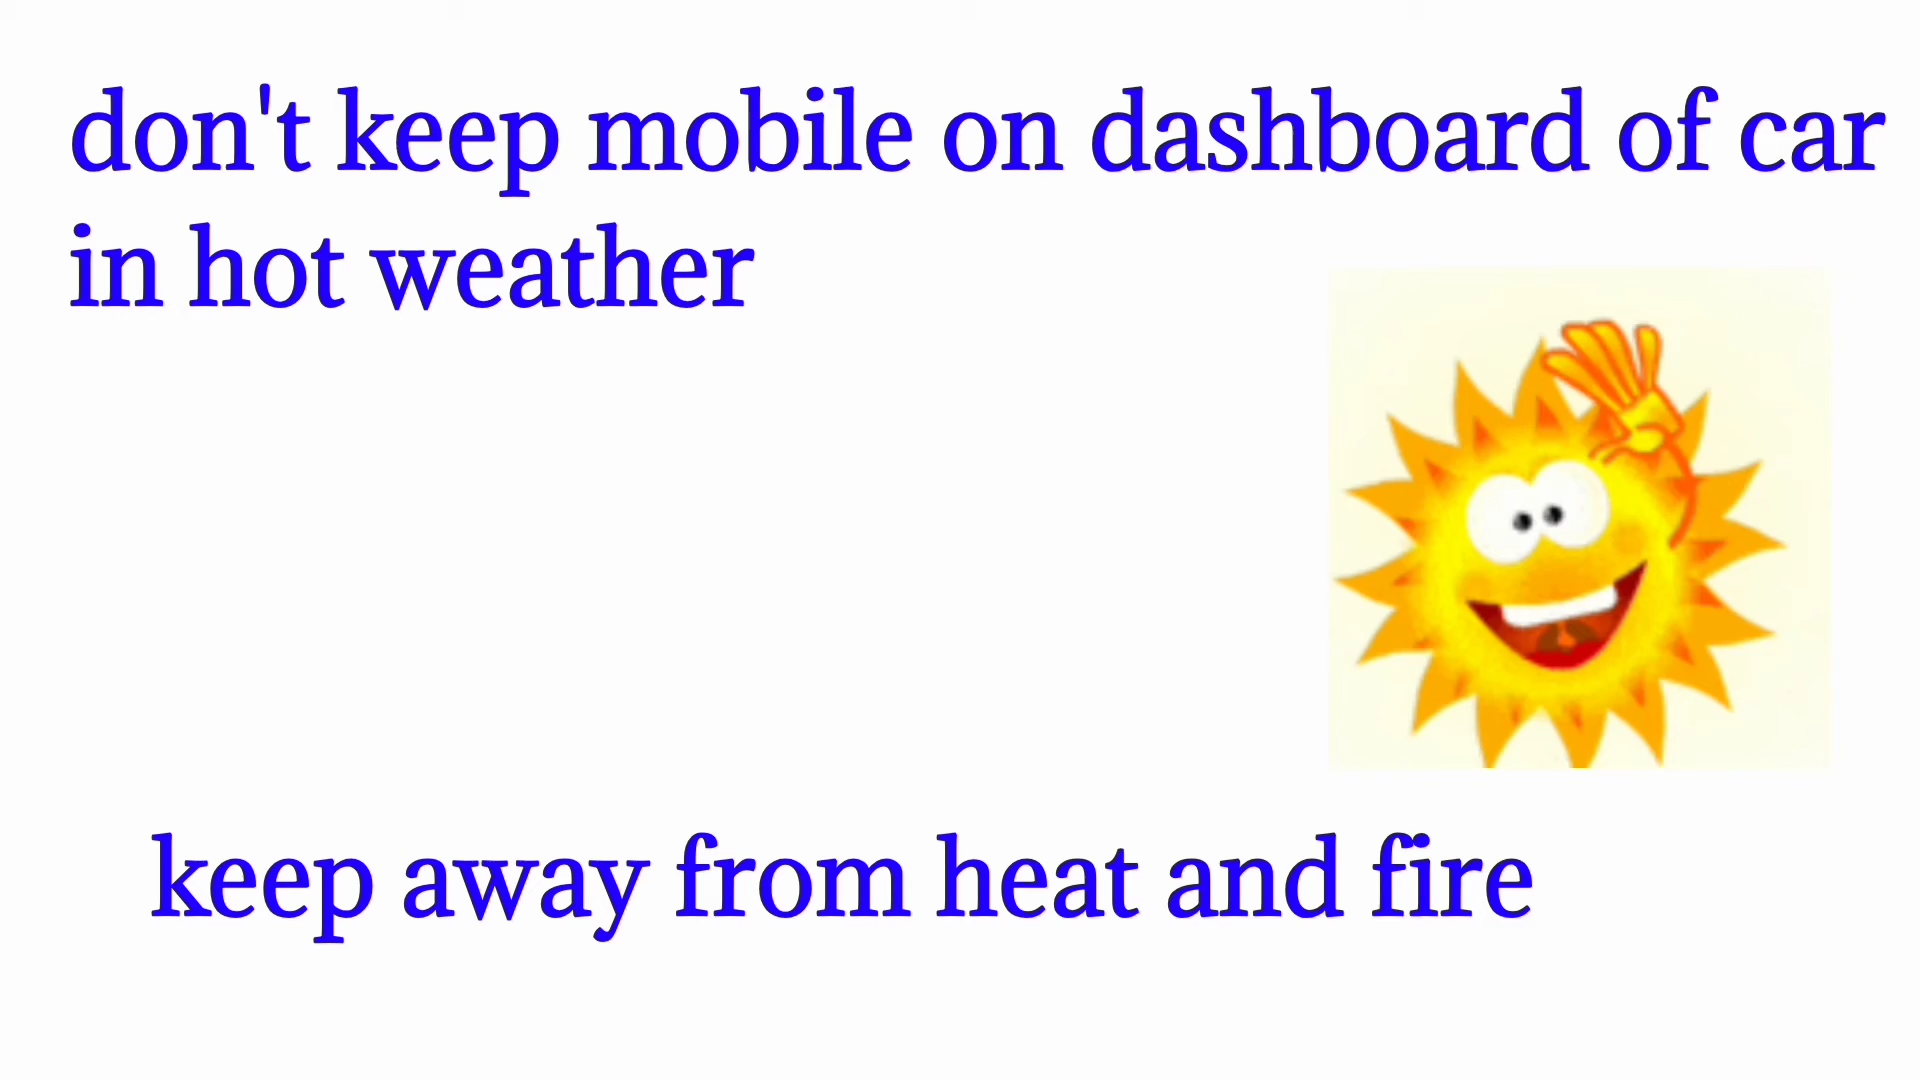 don't keep mobile on dashboard of car
in hot weather
keep away from heat and fire